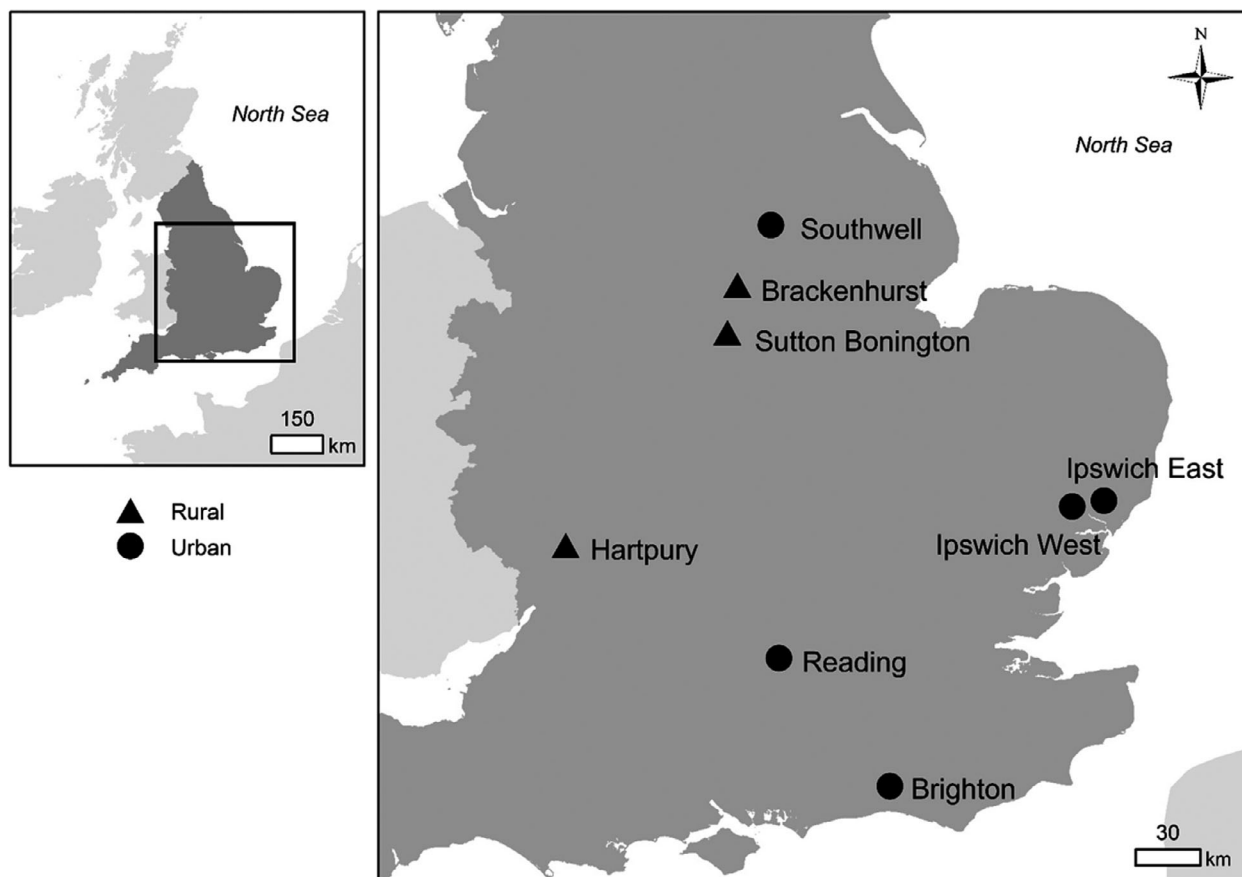 North Sea
150
km
Rural
Urban
N
North Sea
Southwell
Brackenhurst
Sutton Bonington
Ipswich East
Ipswich West
Hartpury
Reading
Brighton
30
km